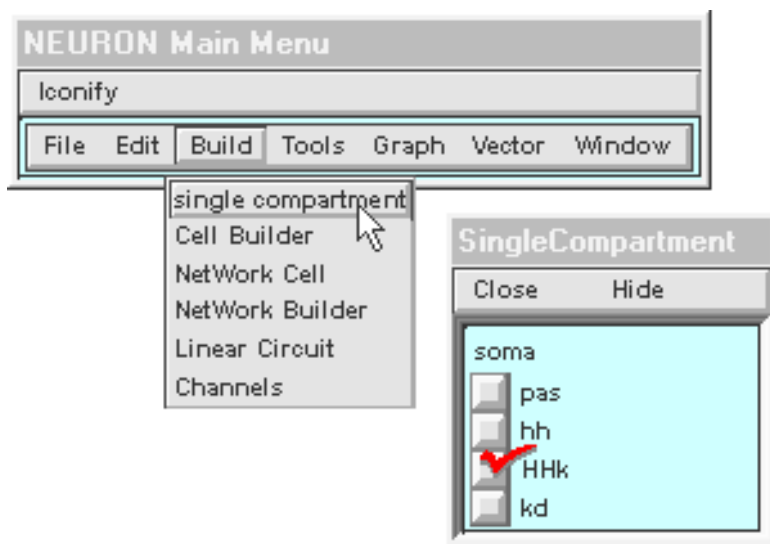 NEURON Main Menu
Iconify
File Edit Build Tools Graph Vector Window
single compartment
Cell Builder
NetWork Cell
NetWork Builder
Linear Circuit
Channels
SingleCompartment
Close Hide
soma
pas
hh
HHk
kd